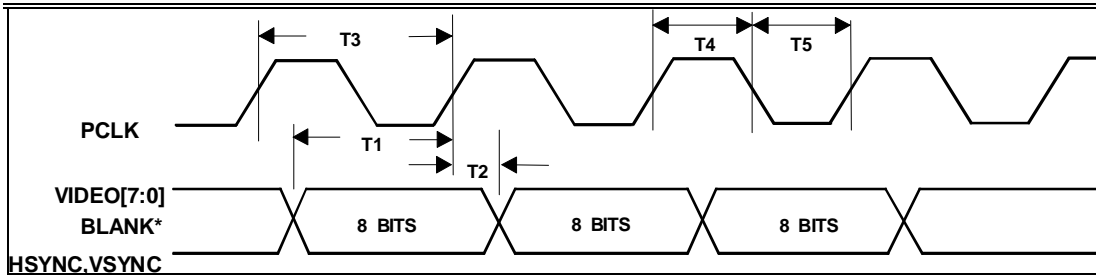 T3
T4
T5
PCLK
T1
T2
VIDEO[7:0]
BLANK*
8 BITS
8 BITS
8 BITS
HSYNC,VSYNC